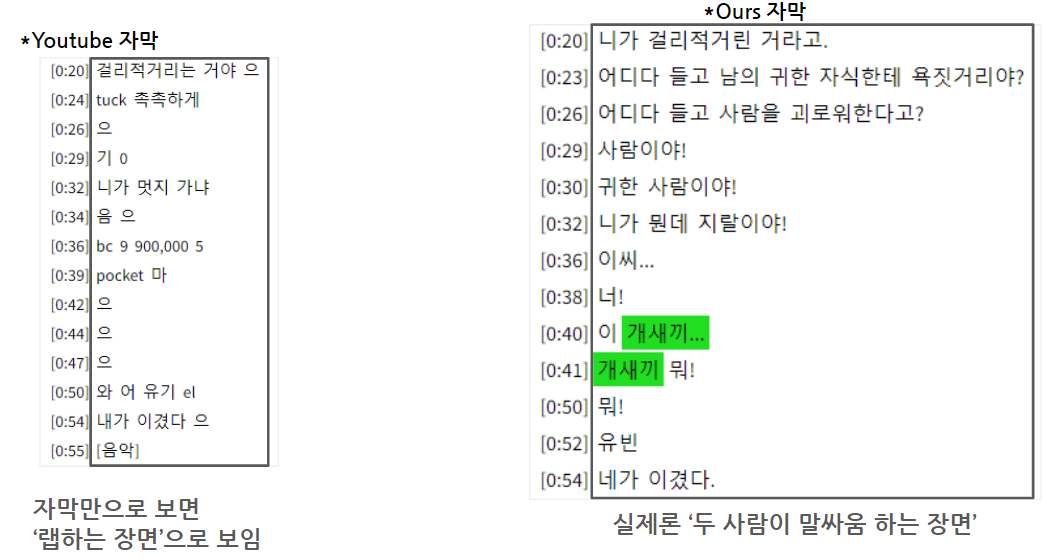 *Youtube 자막
[0:20] 걸리적거리는 거야 으
[0:24] tuck 촉촉하게
[0:26] 으
[0:29] 기 0
[0:32] 니가 멋지 가냐
[0:34] 음 으
[0:36] bc 9 900,000 5
[0:39] pocket 마
[0:42] 으
[0:44] 으
[0:47] 으
[0:50] 와 어 유기 el
[0:54] 내가 이겼다 으
[0:55] [음악]
자막만으로 보면
‘랩하는 장면’으로 보임
*Ours 자막
[0:20] 니가 걸리적거린 거라고.
[0:23] 어디다 들고 남의 귀한 자식한테 욕짓거리야?
[0:26] 어디다 들고 사람을 괴로워한다고?
[0:29] 사람이야!
[0:30] 귀한 사람이야!
[0:32] 니가 뭔데 지랄이야!
[0:36] 이씨...
[0:38] 너!
[0:40] 이 개새끼...
[0:41] 개새끼 뭐!
[0:50] 뭐!
[0:52] 유빈
[0:54] 네가 이겼다.
실제론 ‘두 사람이 말싸움 하는 장면’